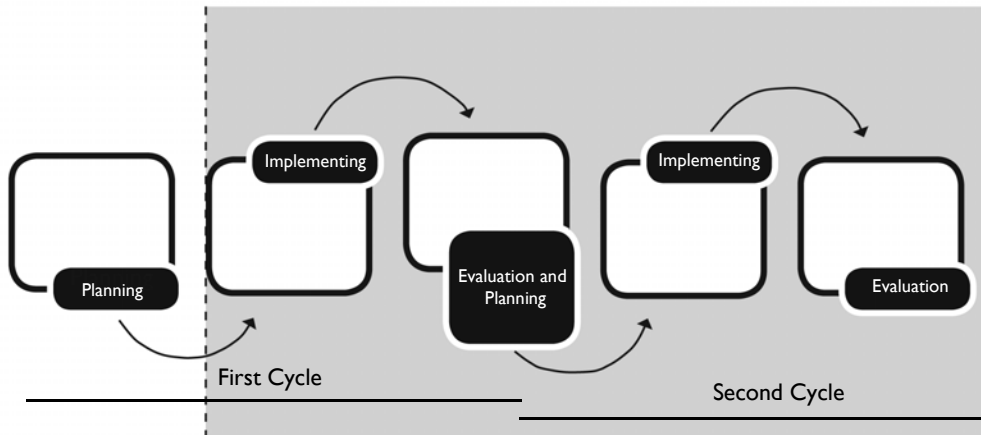 Planning
Implementing
Evaluation and
Planning
Implementing
Evaluation
First Cycle
Second Cycle